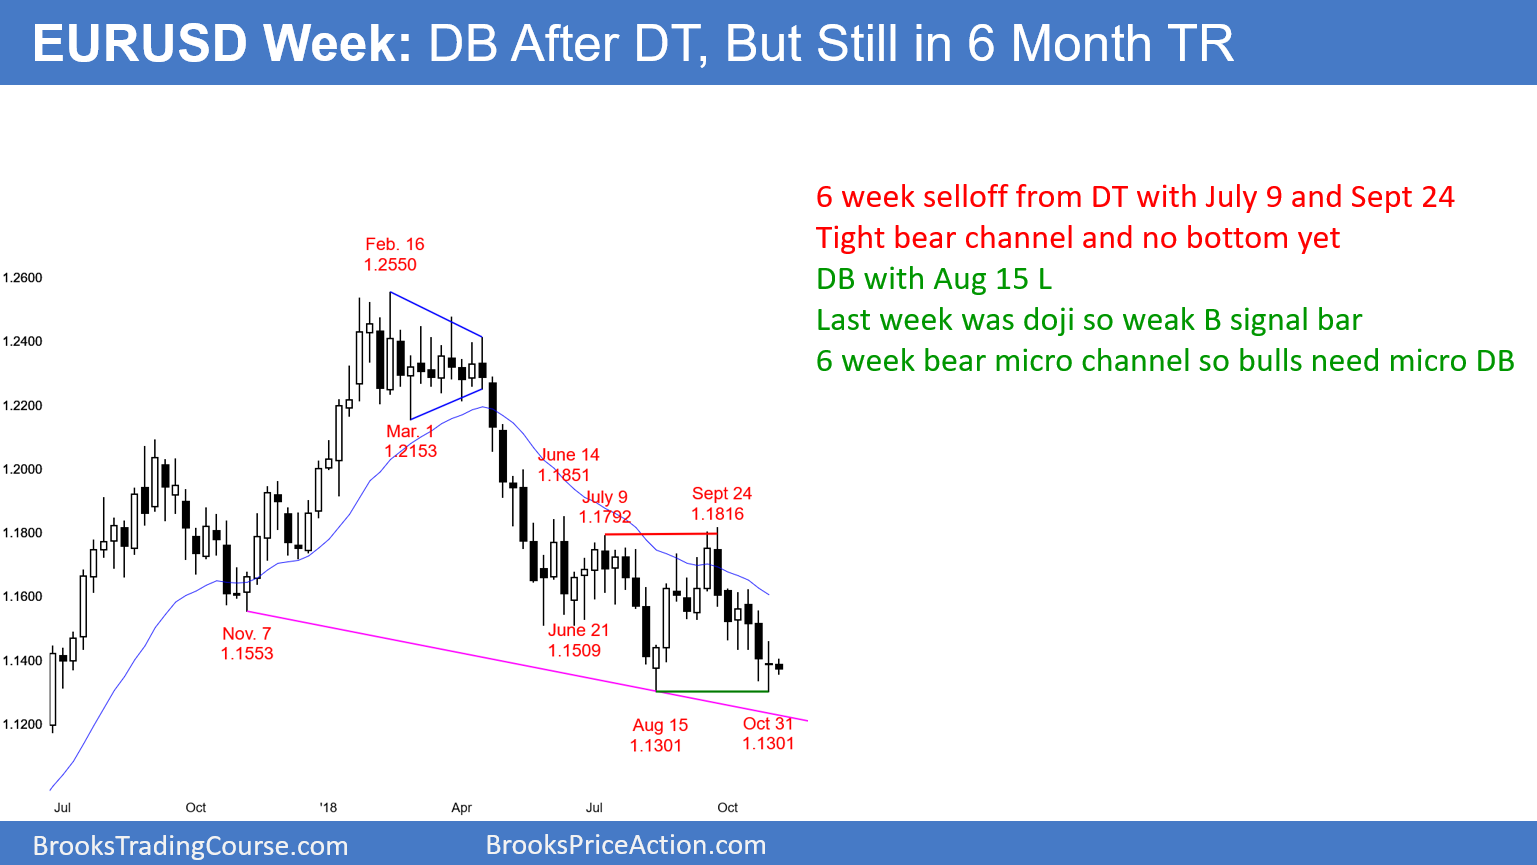 EURUSD Week: DB After DT, But Still in 6 Month TR
6 week selloff from DT with July 9 and Sept 24
Tight bear channel and no bottom yet
DB with Aug 15 L
Last week was doji so weak B signal bar
6 week bear micro channel so bulls need micro DB
Feb. 16
1.2550
1.2600
1.2400
1.2200
Mar. 1
1.2153
June 14
1.1851
1.2000
July 9
1.1792
Sept 24
1.1816
1.1800
1.1600
Nov. 7
1.1553
June 21
1.1509
1.1400
1.1200
Aug 15
1.1301
Oct 31
1.1301
Jul
Oct
'18
Apr
Jul
Oct
BrooksTradingCourse.com
BrooksPriceAction.com